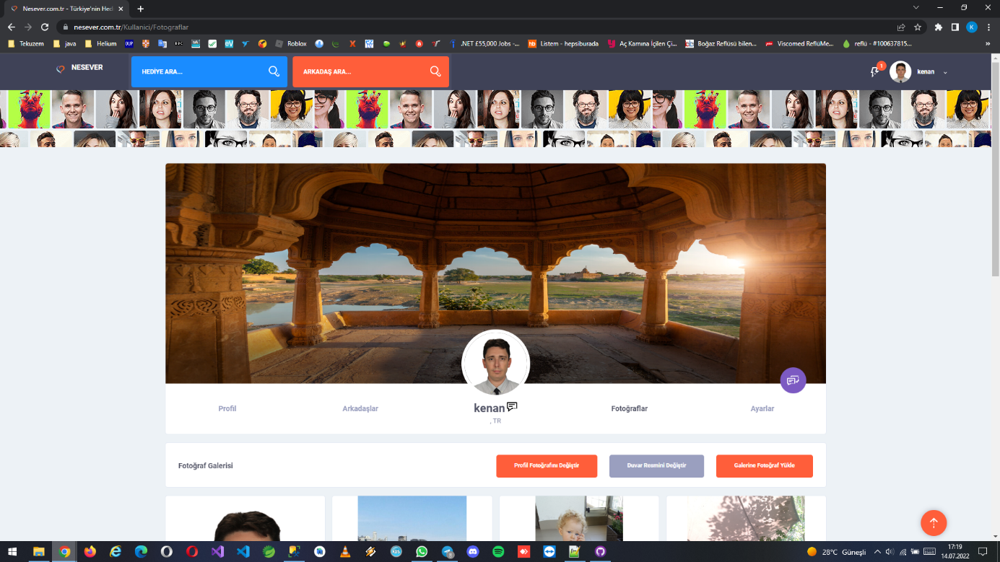 Nesever.com.tr - Türkiye'nin Hed
nesever.com.tr/Kullanici/Fotograflar
K
Tekuzem
java
Helium
Roblox
.NET £55,000 Jobs -...
Listem - hepsiburada
Aç Karnına İçilen Çi...
Boğaz Reflüsü bilen...
Viscomed RefluMe...
reflü - #100637815...
NESEVER
HEDİYE ARA...
ARKADAŞ ARA...
1
kenan
Profil
Arkadaşlar
kenan
Fotoğraflar
Ayarlar
, TR
Fotoğraf Galerisi
Profil Fotoğrafını Değiştir
Duvar Resmini Değiştir
Galerine Fotoğraf Yükle
28°C Güneşli
17:19
14.07.2022